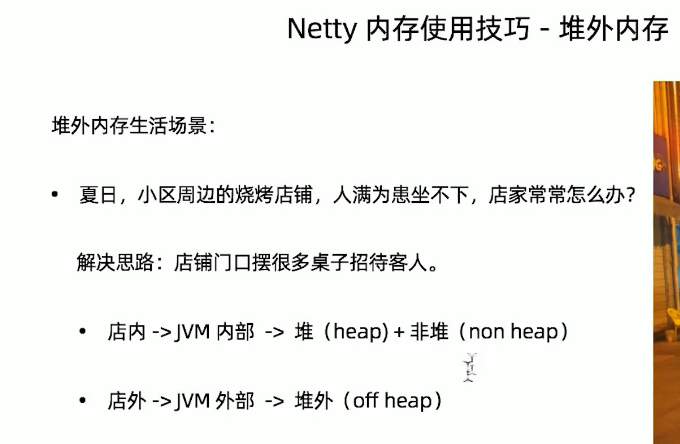 Netty 内存使用技巧 - 堆外内存
堆外内存生活场景：
• 夏日，小区周边的烧烤店铺，人满为患坐不下，店家常常怎么办？
解决思路：店铺门口摆很多桌子招待客人。
• 店内 -> JVM 内部 -> 堆（heap) + 非堆（non heap）
• 店外 -> JVM 外部 -> 堆外（off heap）